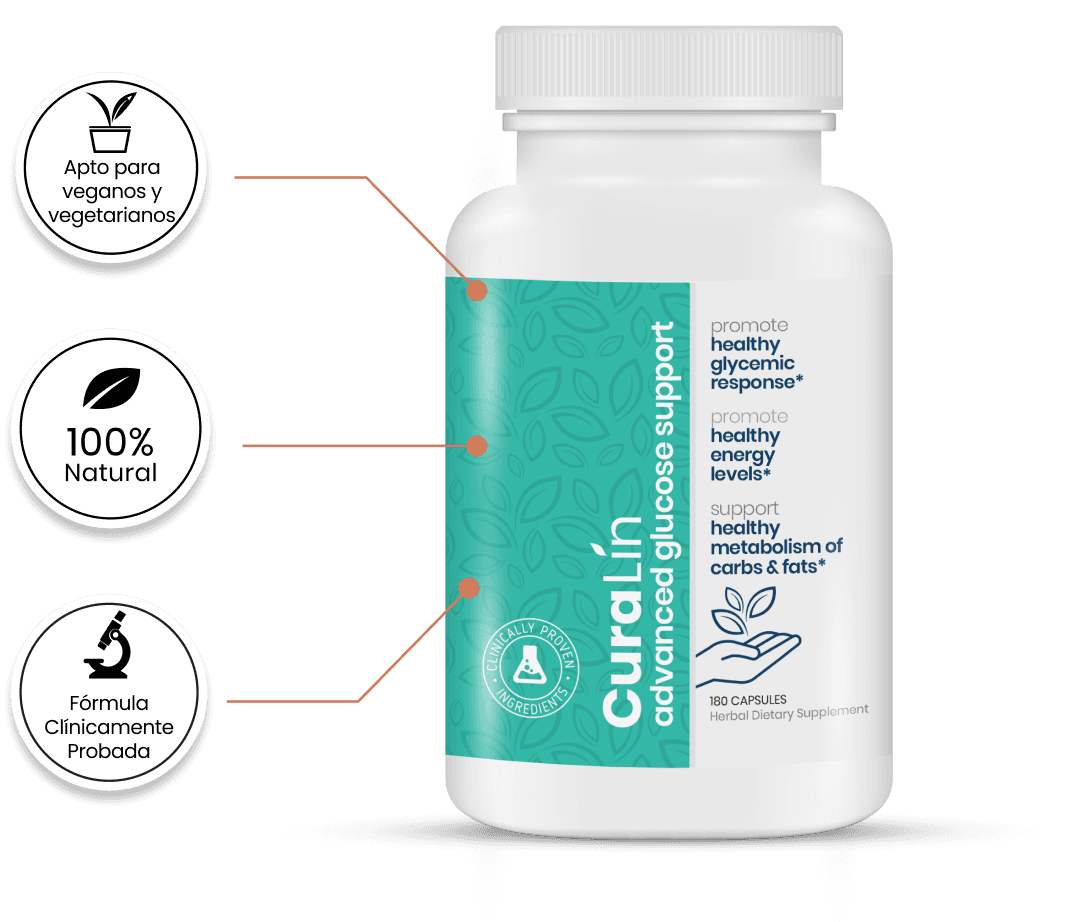 Apto para
veganos y
vegetarianos
100%
Natural
Fórmula
Clínicamente
Probada
CLINICALLY PROVEN
INGREDIENTS
CuraLín
advanced glucose support
promote
healthy
glycemic
response*
promote
healthy
energy
levels*
support
healthy
metabolism of
carbs & fats*
180 CAPSULES
Herbal Dietary Supplement